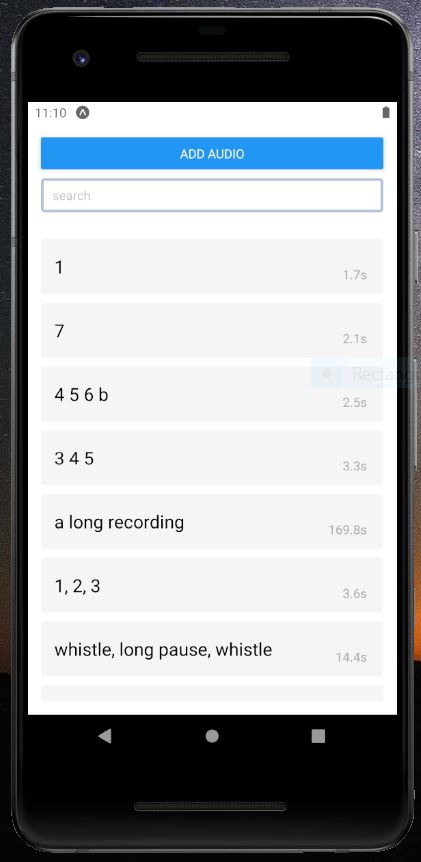 11:10
ADD AUDIO
search
1
1.7s
7
2.1s
Rectang
4 5 6 b
2.5s
3 4 5
3.3s
a long recording
169.8s
1, 2, 3
3.6s
whistle, long pause, whistle
14.4s